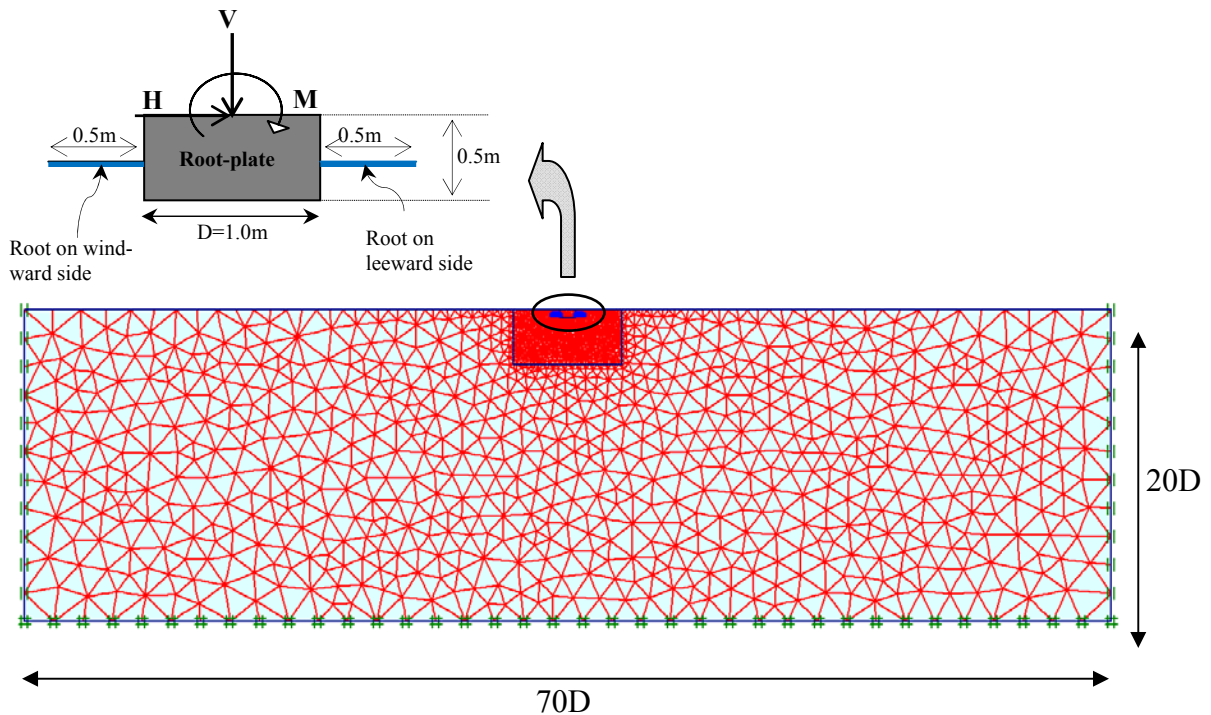 V
H
M
0.5m
0.5m
0.5m
Root-plate
D=1.0m
Root on wind-
ward side
Root on
leeward side
20D
70D